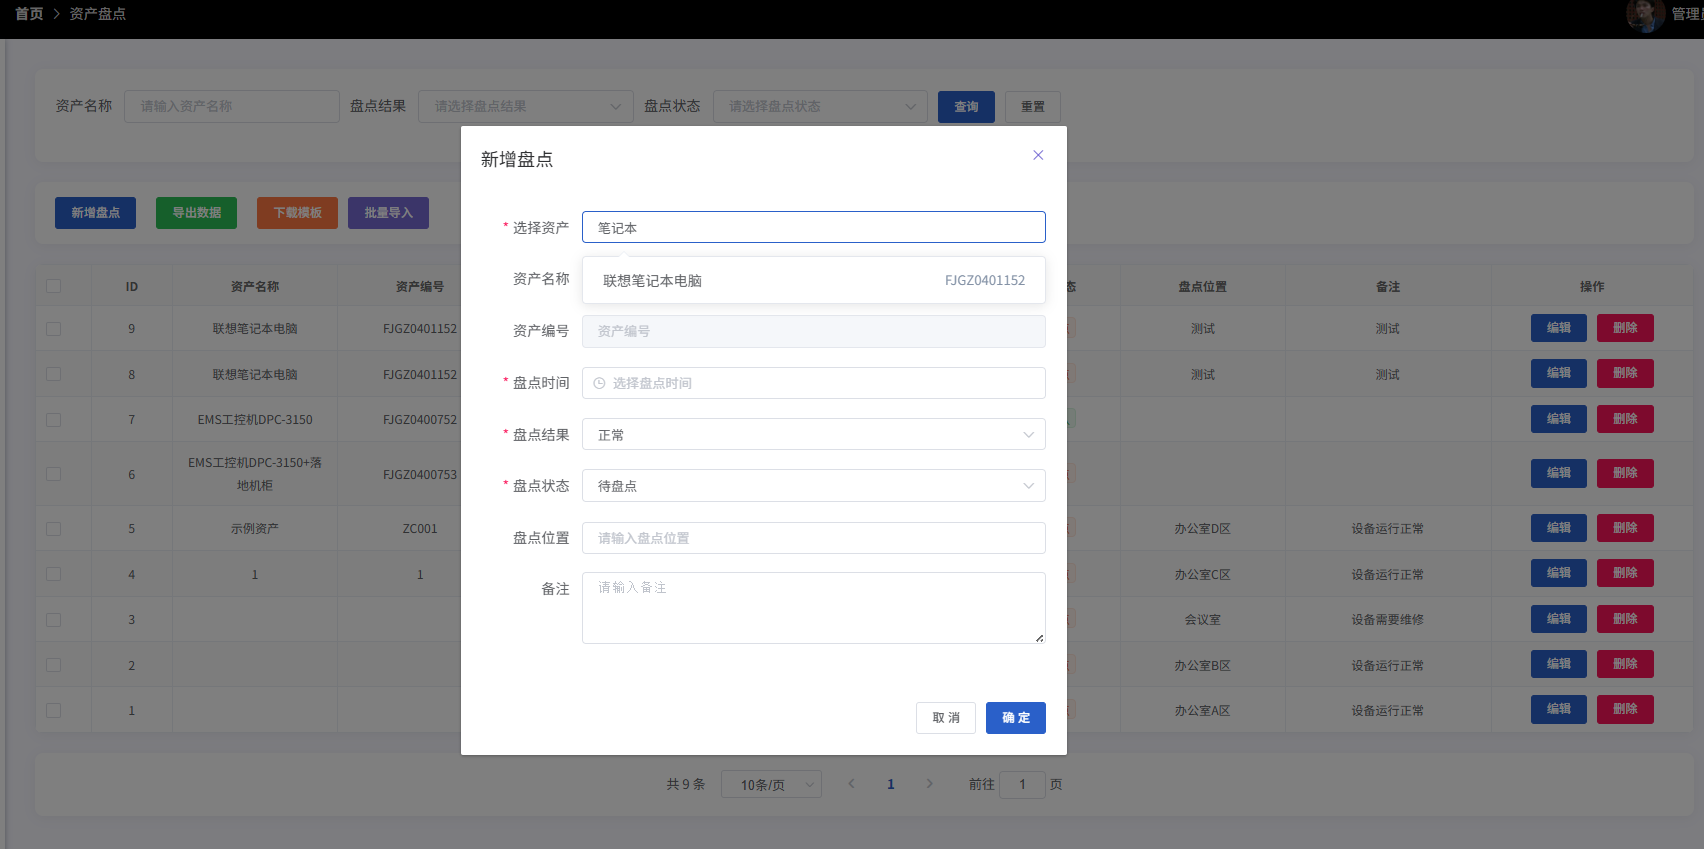 首页 > 资产盘点
管理
资产名称 请输入资产名称 盘点结果 请选择盘点结果 盘点状态 请选择盘点状态 查询 重置
新增盘点 导出数据 下载模板 批量导入
新增盘点
* 选择资产 笔记本
资产名称 联想笔记本电脑 FJGZ0401152
资产编号 资产编号
* 盘点时间 选择盘点时间
* 盘点结果 正常
* 盘点状态 待盘点
盘点位置 请输入盘点位置
备注 请输入备注
取消 确定
ID 资产名称 资产编号 态 盘点位置 备注 操作
9 联想笔记本电脑 FJGZ0401152 测试 测试 编辑 删除
8 联想笔记本电脑 FJGZ0401152 测试 测试 编辑 删除
7 EMS工控机DPC-3150 FJGZ0400752 编辑 删除
6 EMS工控机DPC-3150+落
地机柜 FJGZ0400753 编辑 删除
5 示例资产 ZC001 办公室D区 设备运行正常 编辑 删除
4 1 1 办公室C区 设备运行正常 编辑 删除
3 会议室 设备需要维修 编辑 删除
2 办公室B区 设备运行正常 编辑 删除
1 办公室A区 设备运行正常 编辑 删除
共 9 条 10条/页 < 1 > 前往 1 页